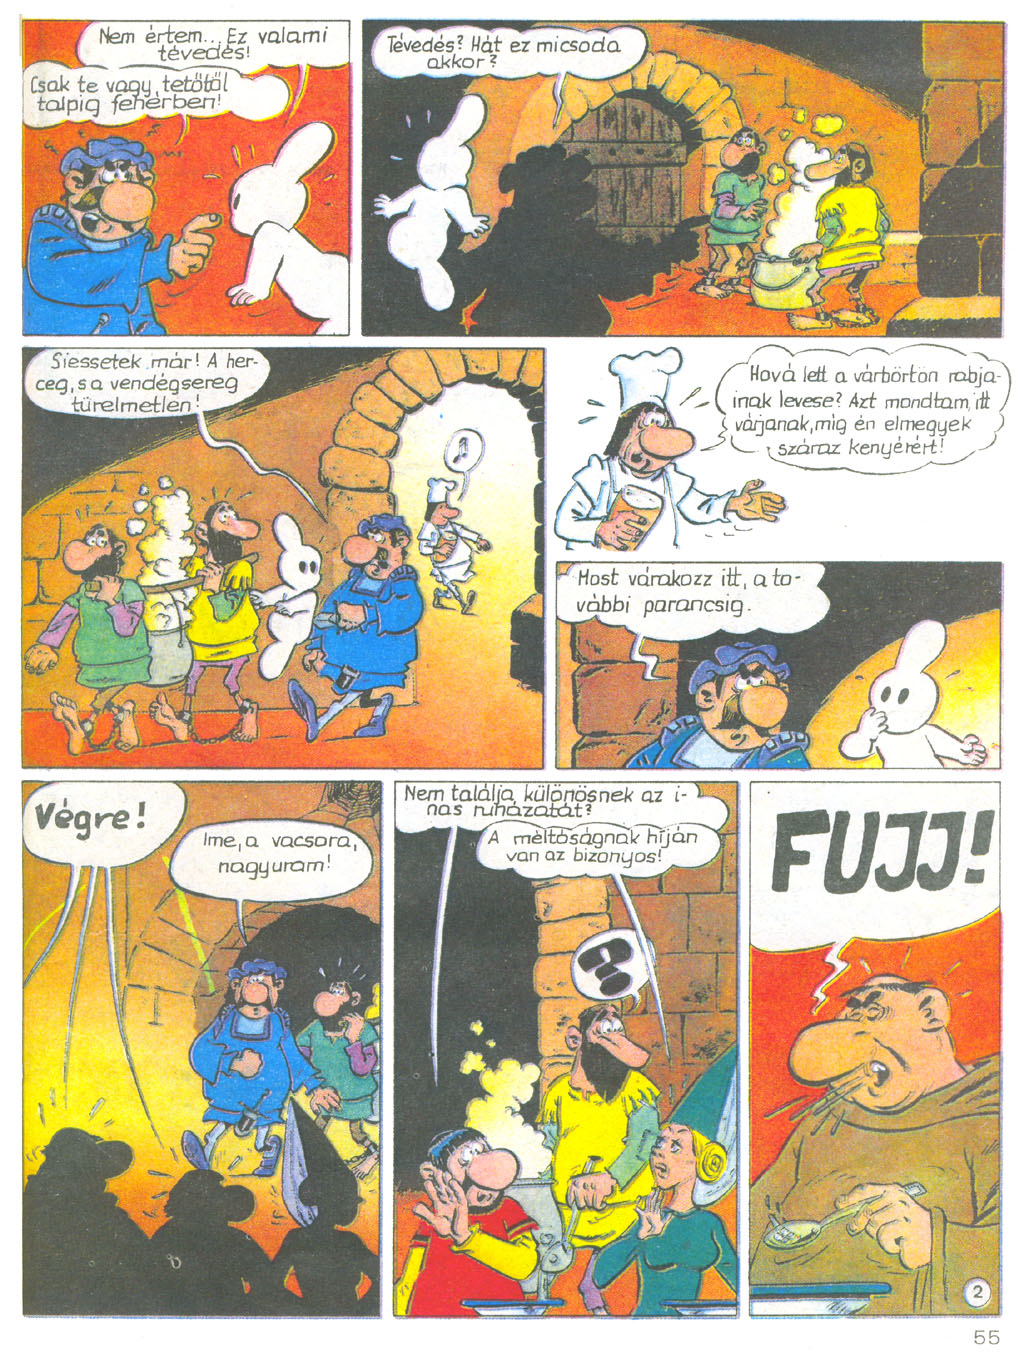 Nem értem... Ez valami
tévedés!
Csak te vagy, tetőtől
talpig fehérben!
Tévedés? Hát ez micsoda
akkor?
Siessetek már! A her-
ceg, s a vendégsereg
türelmetlen!
!
Hová lett a várbörtön rabja-
inak levese? Azt mondtam, itt
várjanak, míg én elmegyek
száraz kenyérért!
Most várakozz itt, a to-
vábbi parancsig.
Végre!
Ime, a vacsora,
nagyuram!
Nem találja különösnek az i-
nas ruházatát?
A méltóságnak híján
van az bizonyos!
?
FUJJ!
2
55